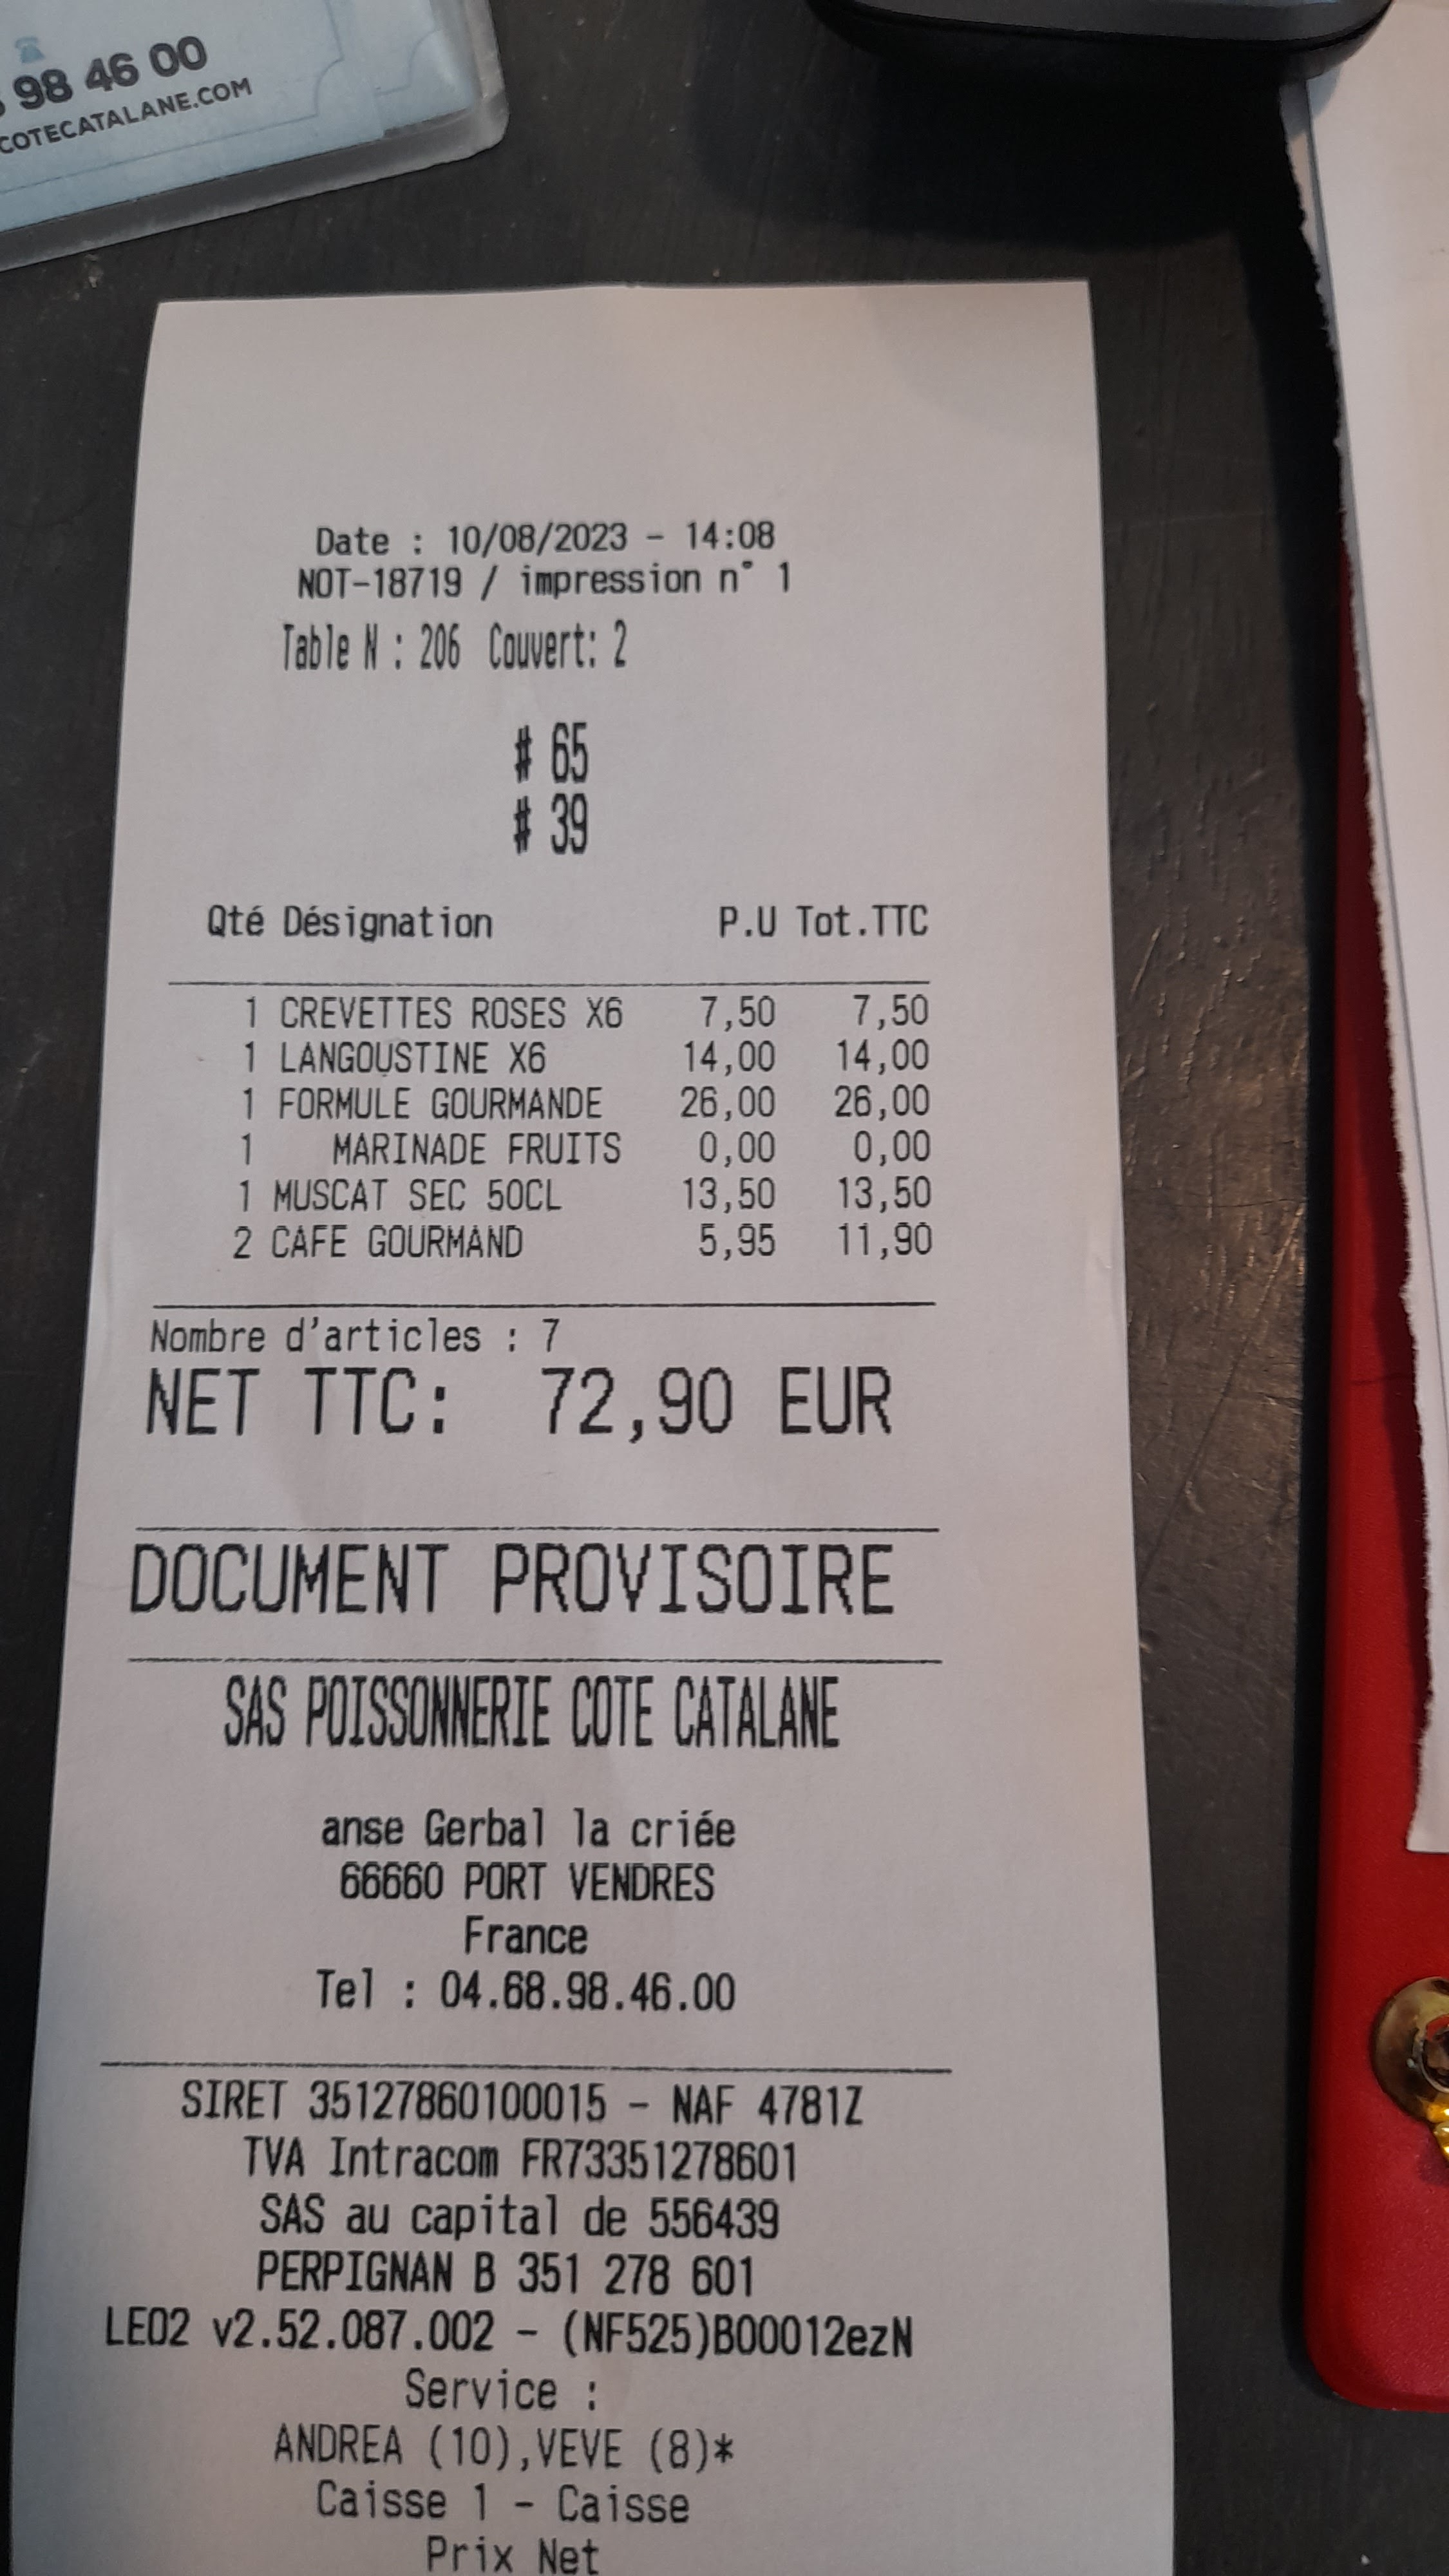 98 46 00
COTECATALANE.COM
Date : 10/08/2023 - 14:08
NOT-18719 / impression n° 1
Table N : 206 Couvert: 2
# 65
# 39
Qté Désignation P.U Tot.TTC
1 CREVETTES ROSES X6 7,50 7,50
1 LANGOUSTINE X6 14,00 14,00
1 FORMULE GOURMANDE 26,00 26,00
1 MARINADE FRUITS 0,00 0,00
1 MUSCAT SEC 50CL 13,50 13,50
2 CAFE GOURMAND 5,95 11,90
Nombre d'articles : 7
NET TTC: 72,90 EUR
DOCUMENT PROVISOIRE
SAS POISSONNERIE COTE CATALANE
anse Gerbal la criée
66660 PORT VENDRES
France
Tel : 04.68.98.46.00
SIRET 35127860100015 - NAF 4781Z
TVA Intracom FR73351278601
SAS au capital de 556439
PERPIGNAN B 351 278 601
LEO2 v2.52.087.002 - (NF525)B00012ezN
Service :
ANDREA (10),VEVE (8)*
Caisse 1 - Caisse
Prix Net